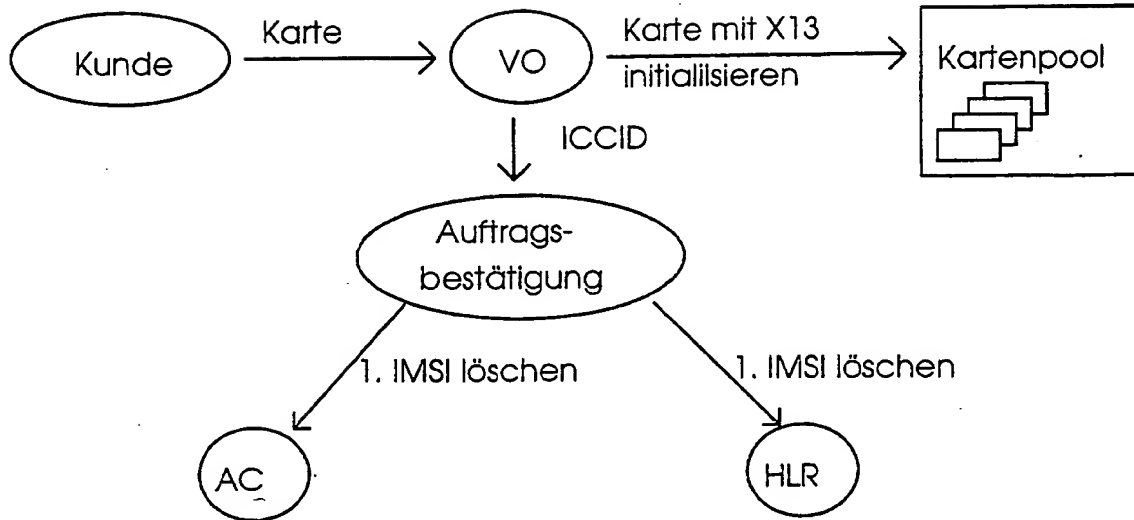 Kunde
Karte
VO
Karte mit X13
initialilsieren
Kartenpool
ICCID
Auftrags-
bestätigung
1. IMSI löschen
1. IMSI löschen
AC
HLR